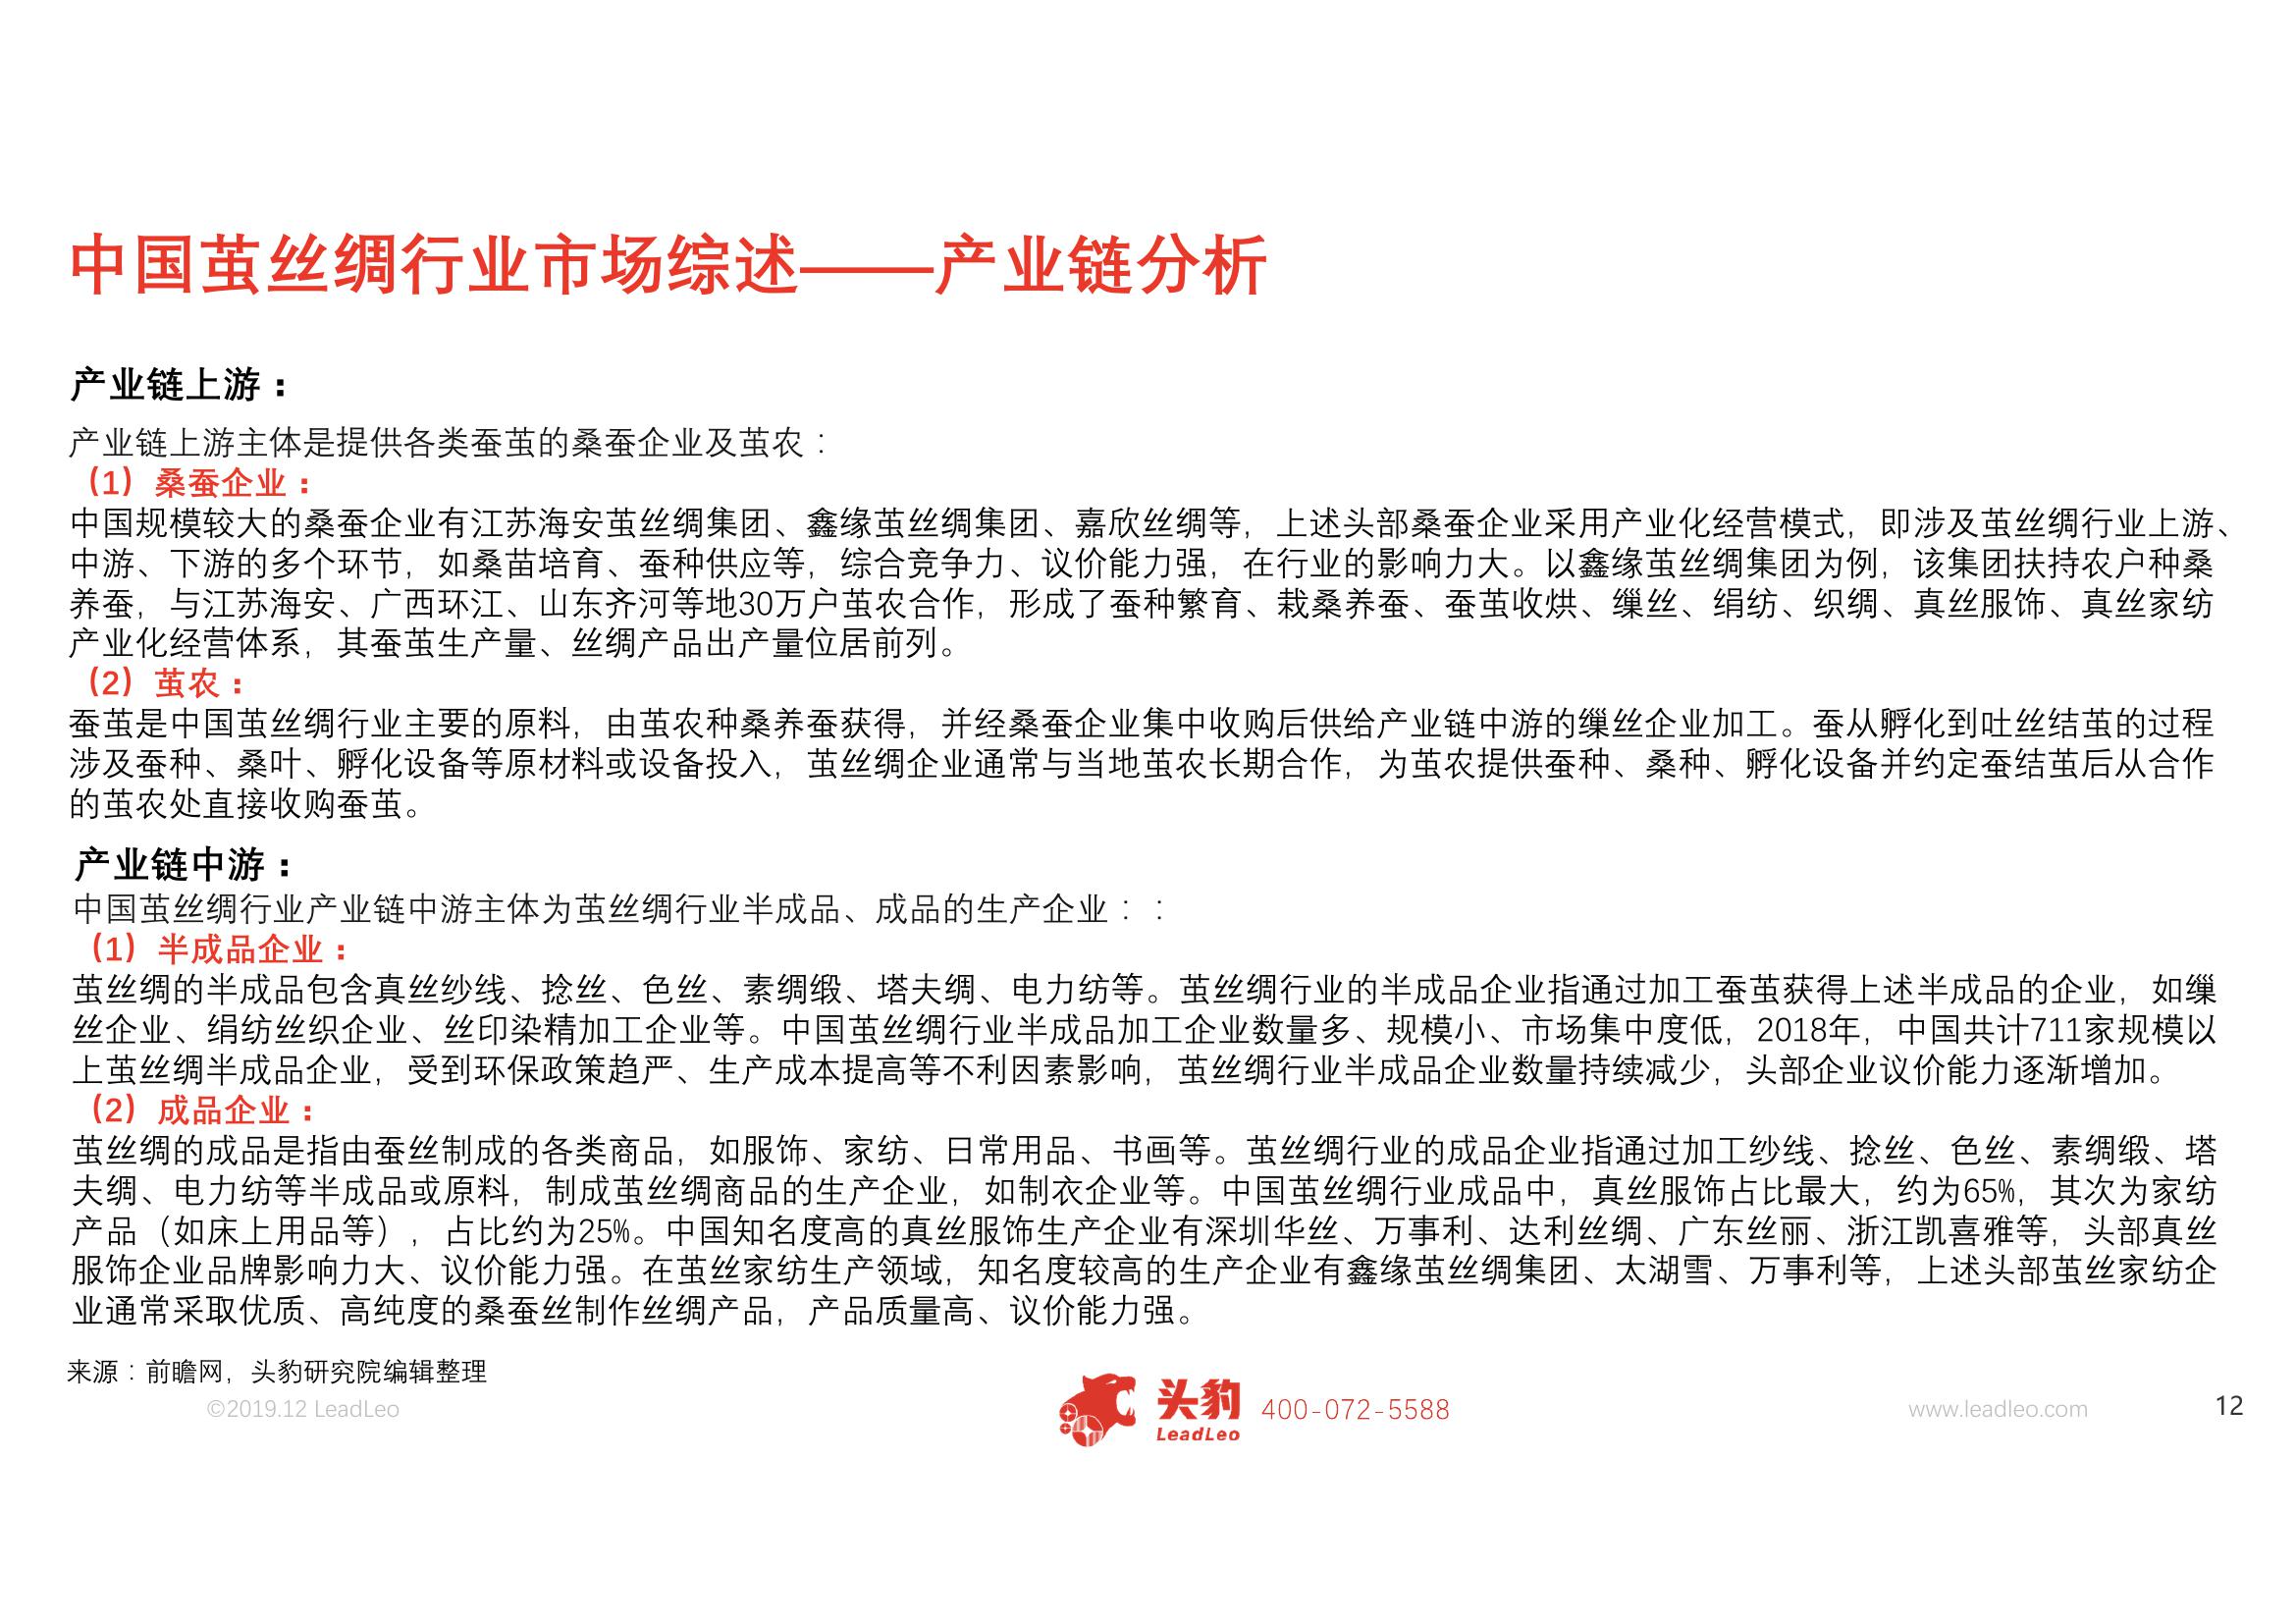 中国茧丝绸行业市场综述——产业链分析
产业链上游：
产业链上游主体是提供各类蚕茧的桑蚕企业及茧农：
（1）桑蚕企业：
中国规模较大的桑蚕企业有江苏海安茧丝绸集团、鑫缘茧丝绸集团、嘉欣丝绸等，上述头部桑蚕企业采用产业化经营模式，即涉及茧丝绸行业上游、
中游、下游的多个环节，如桑苗培育、蚕种供应等，综合竞争力、议价能力强，在行业的影响力大。以鑫缘茧丝绸集团为例，该集团扶持农户种桑
养蚕，与江苏海安、广西环江、山东齐河等地30万户茧农合作，形成了蚕种繁育、栽桑养蚕、蚕茧收烘、缫丝、绢纺、织绸、真丝服饰、真丝家纺
产业化经营体系，其蚕茧生产量、丝绸产品出产量位居前列。
（2）茧农：
蚕茧是中国茧丝绸行业主要的原料，由茧农种桑养蚕获得，并经桑蚕企业集中收购后供给产业链中游的缫丝企业加工。蚕从孵化到吐丝结茧的过程
涉及蚕种、桑叶、孵化设备等原材料或设备投入，茧丝绸企业通常与当地茧农长期合作，为茧农提供蚕种、桑种、孵化设备并约定蚕结茧后从合作
的茧农处直接收购蚕茧。
产业链中游：
中国茧丝绸行业产业链中游主体为茧丝绸行业半成品、成品的生产企业：：
（1）半成品企业：
茧丝绸的半成品包含真丝纱线、捻丝、色丝、素绸缎、塔夫绸、电力纺等。茧丝绸行业的半成品企业指通过加工蚕茧获得上述半成品的企业，如缫
丝企业、绢纺丝织企业、丝印染精加工企业等。中国茧丝绸行业半成品加工企业数量多、规模小、市场集中度低，2018年，中国共计711家规模以
上茧丝绸半成品企业，受到环保政策趋严、生产成本提高等不利因素影响，茧丝绸行业半成品企业数量持续减少，头部企业议价能力逐渐增加。
（2）成品企业：
茧丝绸的成品是指由蚕丝制成的各类商品，如服饰、家纺、日常用品、书画等。茧丝绸行业的成品企业指通过加工纱线、捻丝、色丝、素绸缎、塔
夫绸、电力纺等半成品或原料，制成茧丝绸商品的生产企业，如制衣企业等。中国茧丝绸行业成品中，真丝服饰占比最大，约为65%，其次为家纺
产品（如床上用品等），占比约为25%。中国知名度高的真丝服饰生产企业有深圳华丝、万事利、达利丝绸、广东丝丽、浙江凯喜雅等，头部真丝
服饰企业品牌影响力大、议价能力强。在茧丝家纺生产领域，知名度较高的生产企业有鑫缘茧丝绸集团、太湖雪、万事利等，上述头部茧丝家纺企
业通常采取优质、高纯度的桑蚕丝制作丝绸产品，产品质量高、议价能力强。
来源：前瞻网，头豹研究院编辑整理
©2019.12 LeadLeo
头豹
LeadLeo
400-072-5588
www.leadleo.com
12